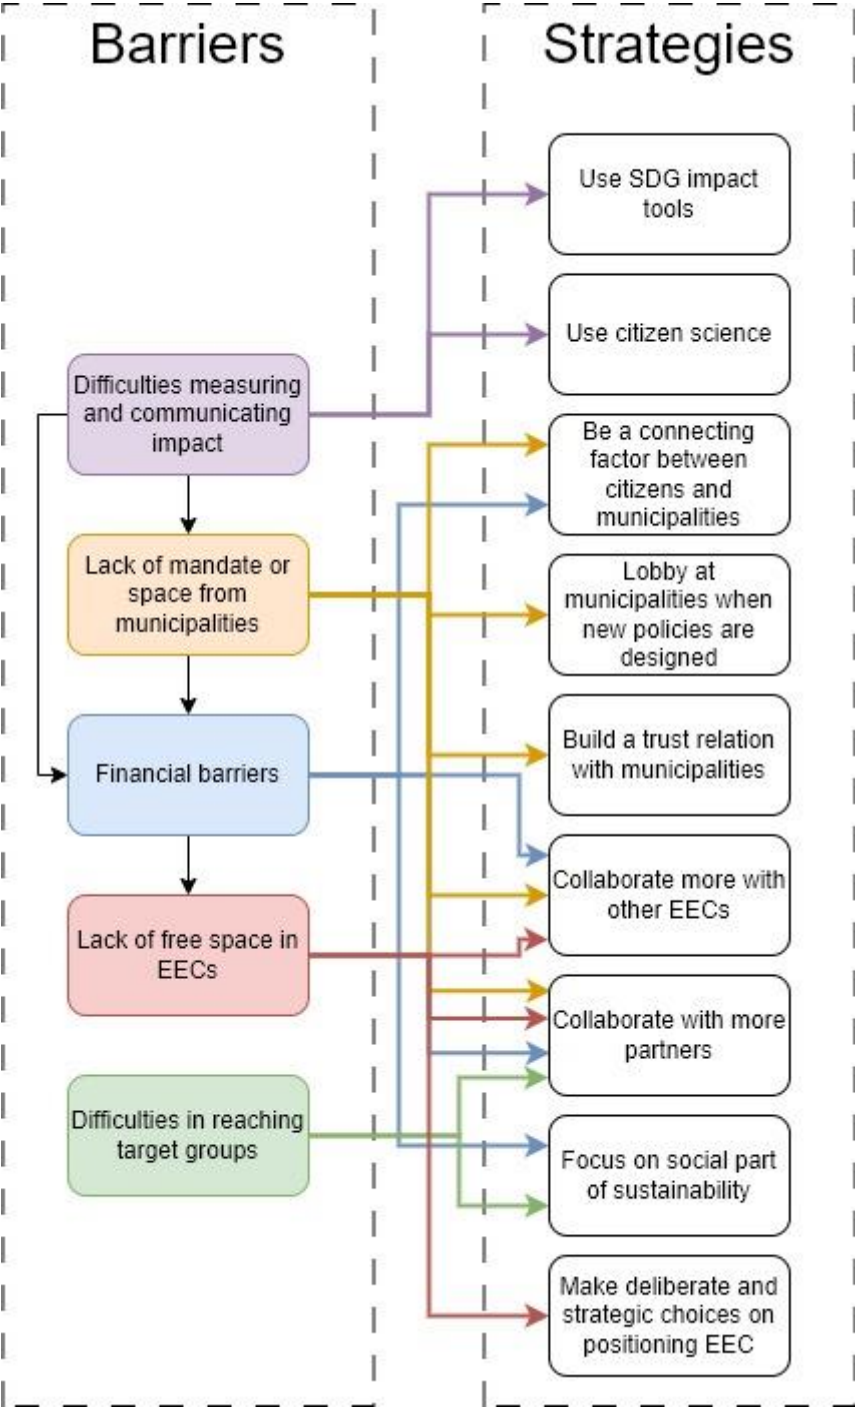 Barriers
Strategies
Use SDG impact
tools
Use citizen science
Difficulties measuring
and communicating
impact
Be a connecting
factor between
citizens and
municipalities
Lack of mandate or
space from
municipalities
Lobby at
municipalities when
new policies are
designed
Build a trust relation
with municipalities
Financial barriers
Collaborate more with
other EECs
Lack of free space in
EECs
Collaborate with more
partners
Difficulties in reaching
target groups
Focus on social part
of sustainability
Make deliberate and
strategic choices on
positioning EEC